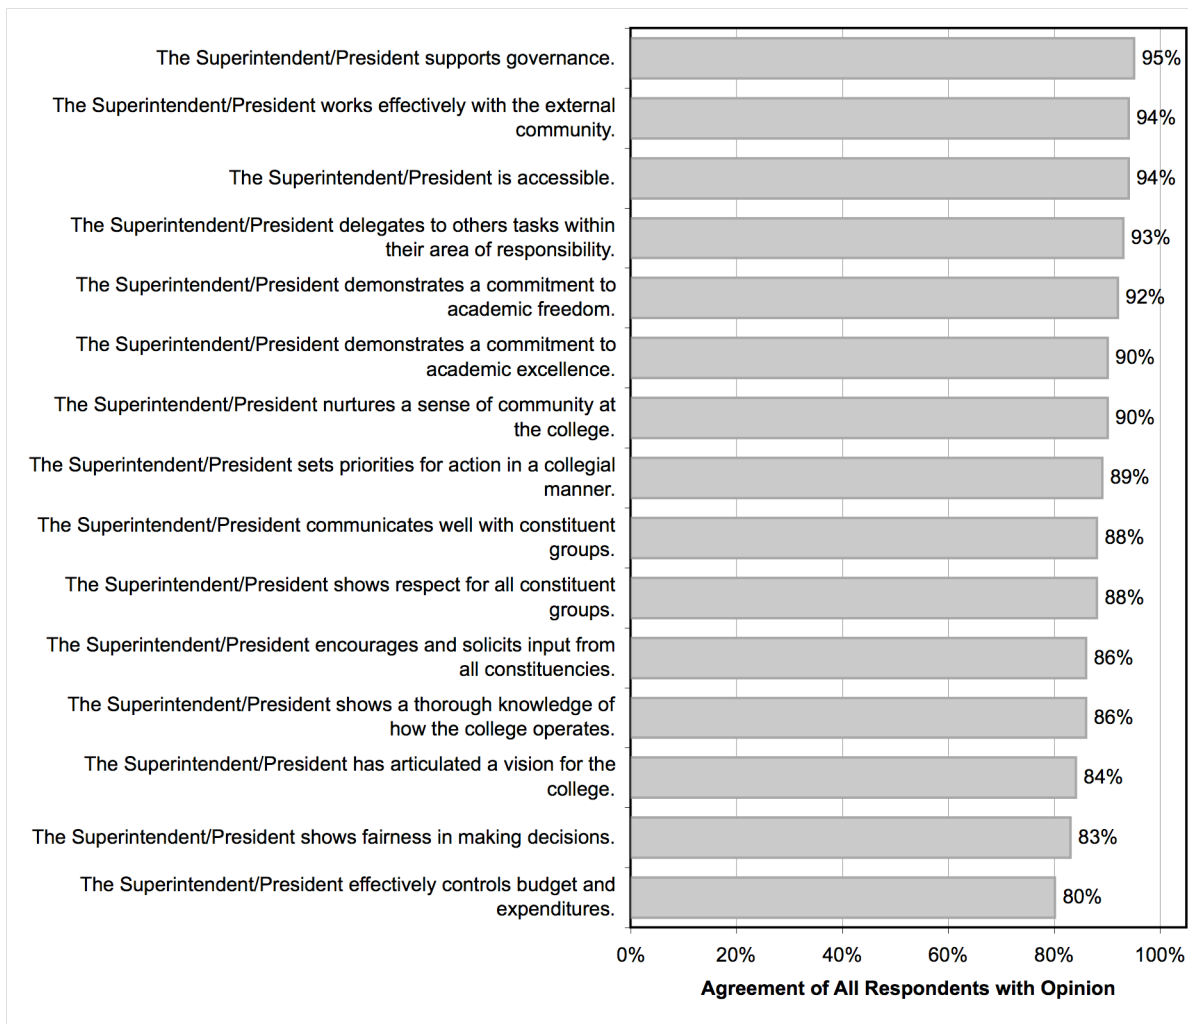 The Superintendent/President supports governance.
95%
The Superintendent/President works effectively with the external
community.
94%
The Superintendent/President is accessible.
94%
The Superintendent/President delegates to others tasks within
their area of responsibility.
93%
The Superintendent/President demonstrates a commitment to
academic freedom.
92%
The Superintendent/President demonstrates a commitment to
academic excellence.
90%
The Superintendent/President nurtures a sense of community at
the college.
90%
The Superintendent/President sets priorities for action in a collegial
manner.
89%
The Superintendent/President communicates well with constituent
groups.
88%
The Superintendent/President shows respect for all constituent
groups.
88%
The Superintendent/President encourages and solicits input from
all constituencies.
86%
The Superintendent/President shows a thorough knowledge of
how the college operates.
86%
The Superintendent/President has articulated a vision for the
college.
84%
The Superintendent/President shows fairness in making decisions.
83%
The Superintendent/President effectively controls budget and
expenditures.
80%
0% 20% 40% 60% 80% 100%
Agreement of All Respondents with Opinion